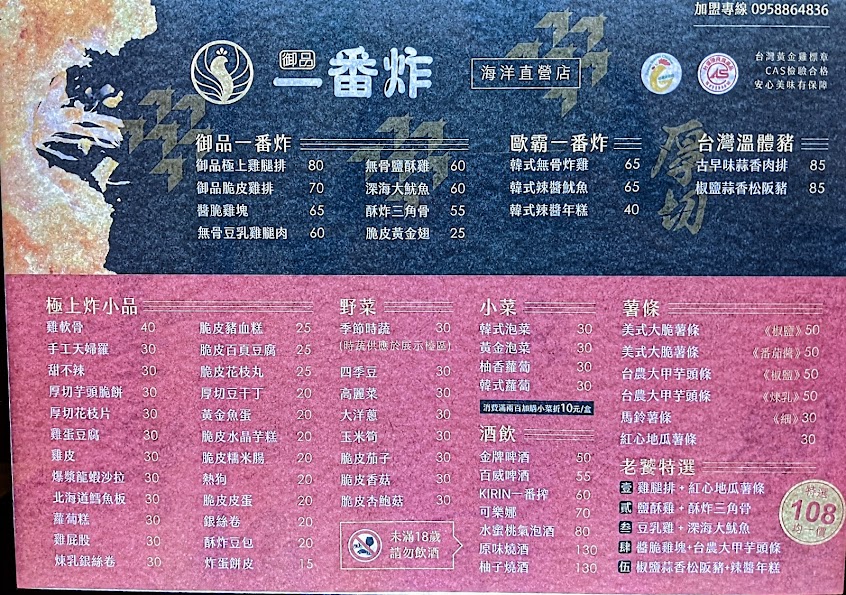 加盟專線 0958864836
御品
一番炸
海洋直營店
台灣黃金雞標章
CAS檢驗合格
安心美味有保障
御品一番炸
御品極上雞腿排 80
御品脆皮雞排 70
醬脆雞塊 65
無骨豆乳雞腿肉 60
無骨鹽酥雞 60
深海大魷魚 60
酥炸三角骨 55
脆皮黃金翅 25
歐霸一番炸
韓式無骨炸雞 65
韓式辣醬魷魚 65
韓式辣醬年糕 40
厚切
台灣溫體豬
古早味蒜香肉排 85
椒鹽蒜香松阪豬 85
極上炸小品
雞軟骨 40
手工天婦羅 30
甜不辣 30
厚切芋頭脆餅 30
厚切花枝片 30
雞蛋豆腐 30
雞皮 30
爆漿龍蝦沙拉 30
北海道鱈魚板 30
蘿蔔糕 30
雞屁股 30
煉乳銀絲卷 30
脆皮豬血糕 25
脆皮百頁豆腐 25
脆皮花枝丸 25
厚切豆干丁 20
黃金魚蛋 20
脆皮水晶芋糕 20
脆皮糯米腸 20
熱狗 20
脆皮皮蛋 20
銀絲卷 20
酥炸豆包 20
炸蛋餅皮 15
野菜
季節時蔬 30
(時蔬供應於展示檯區)
四季豆 30
高麗菜 30
大洋蔥 30
玉米筍 30
脆皮茄子 30
脆皮香菇 30
脆皮杏鮑菇 30
未滿18歲
請勿飲酒
小菜
韓式泡菜 30
黃金泡菜 30
柚香蘿蔔 30
韓式蘿蔔 30
消費滿兩百加購小菜折10元/盒
酒飲
金牌啤酒 50
百威啤酒 55
KIRIN一番搾 60
可樂娜 70
水蜜桃氣泡酒 80
原味燒酒 130
柚子燒酒 130
薯條
美式大脆薯條 《椒鹽》50
美式大脆薯條 《番茄醬》50
台農大甲芋頭條 《椒鹽》50
台農大甲芋頭條 《煉乳》50
馬鈴薯條 《細》30
紅心地瓜薯條 30
老饕特選
壹 雞腿排+紅心地瓜薯條
貳 鹽酥雞+酥炸三角骨
叁 豆乳雞+深海大魷魚
肆 醬脆雞塊+台農大甲芋頭條
伍 椒鹽蒜香松阪豬+辣醬年糕
108
均一價